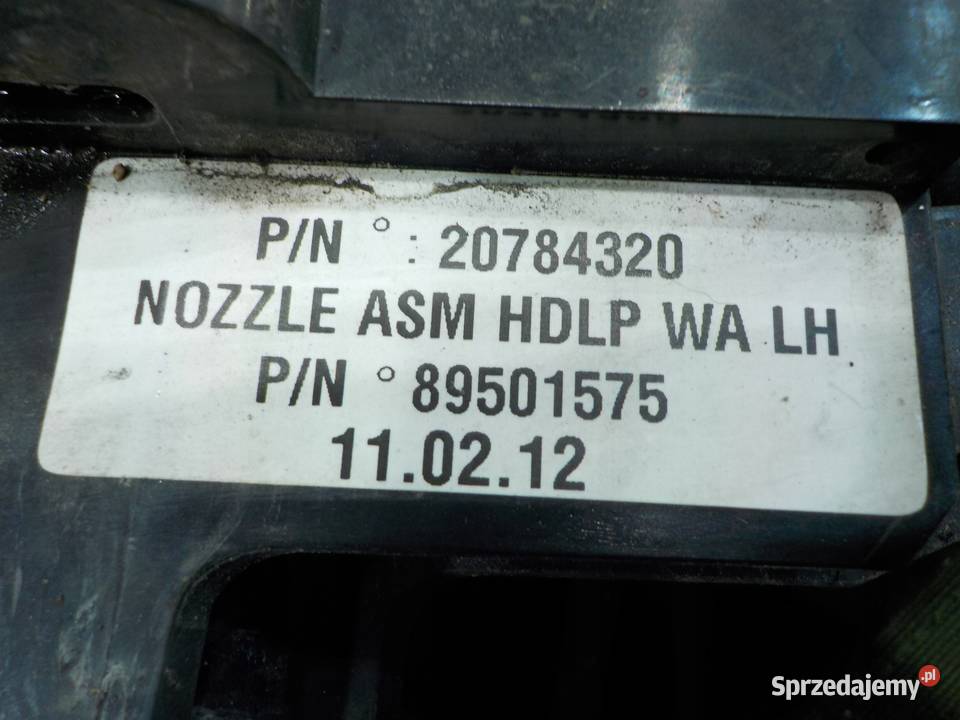 P/N ° : 20784320
NOZZLE ASM HDLP WA LH
P/N ° 89501575
11.02.12
Sprzedajemy.pl